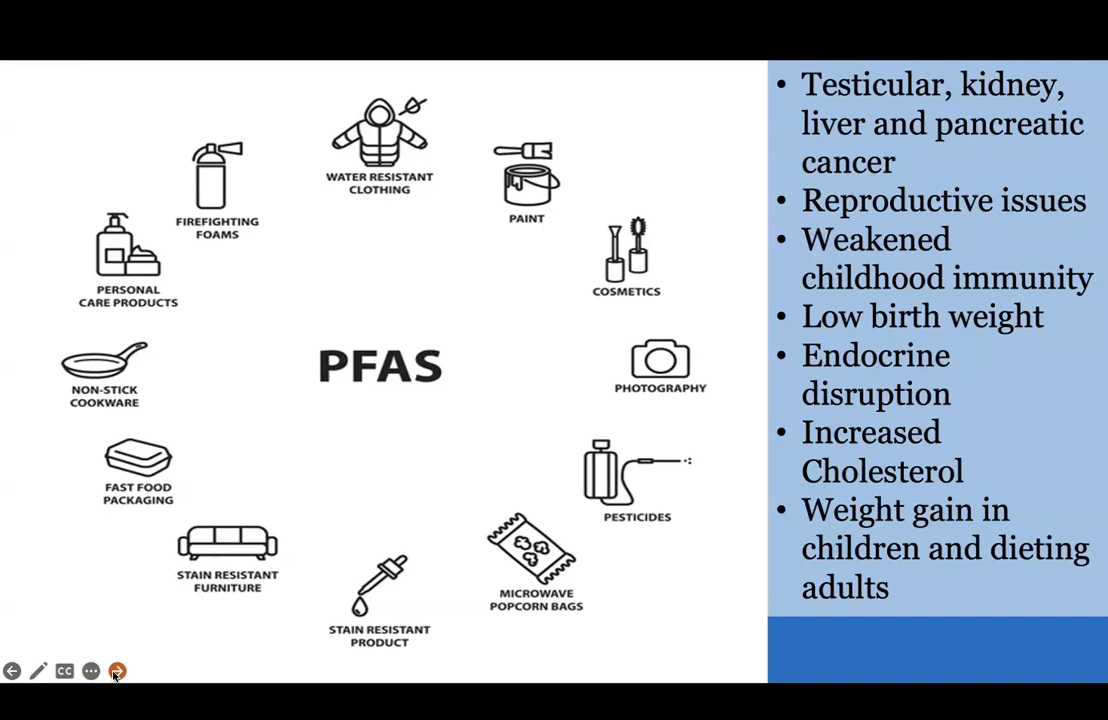 WATER RESISTANT
CLOTHING
FIREFIGHTING
FOAMS
PAINT
PERSONAL
CARE PRODUCTS
COSMETICS
PFAS
NON-STICK
COOKWARE
PHOTOGRAPHY
FAST FOOD
PACKAGING
PESTICIDES
STAIN RESISTANT
FURNITURE
MICROWAVE
POPCORN BAGS
STAIN RESISTANT
PRODUCT
• Testicular, kidney,
liver and pancreatic
cancer
• Reproductive issues
• Weakened
childhood immunity
• Low birth weight
• Endocrine
disruption
• Increased
Cholesterol
• Weight gain in
children and dieting
adults
CC